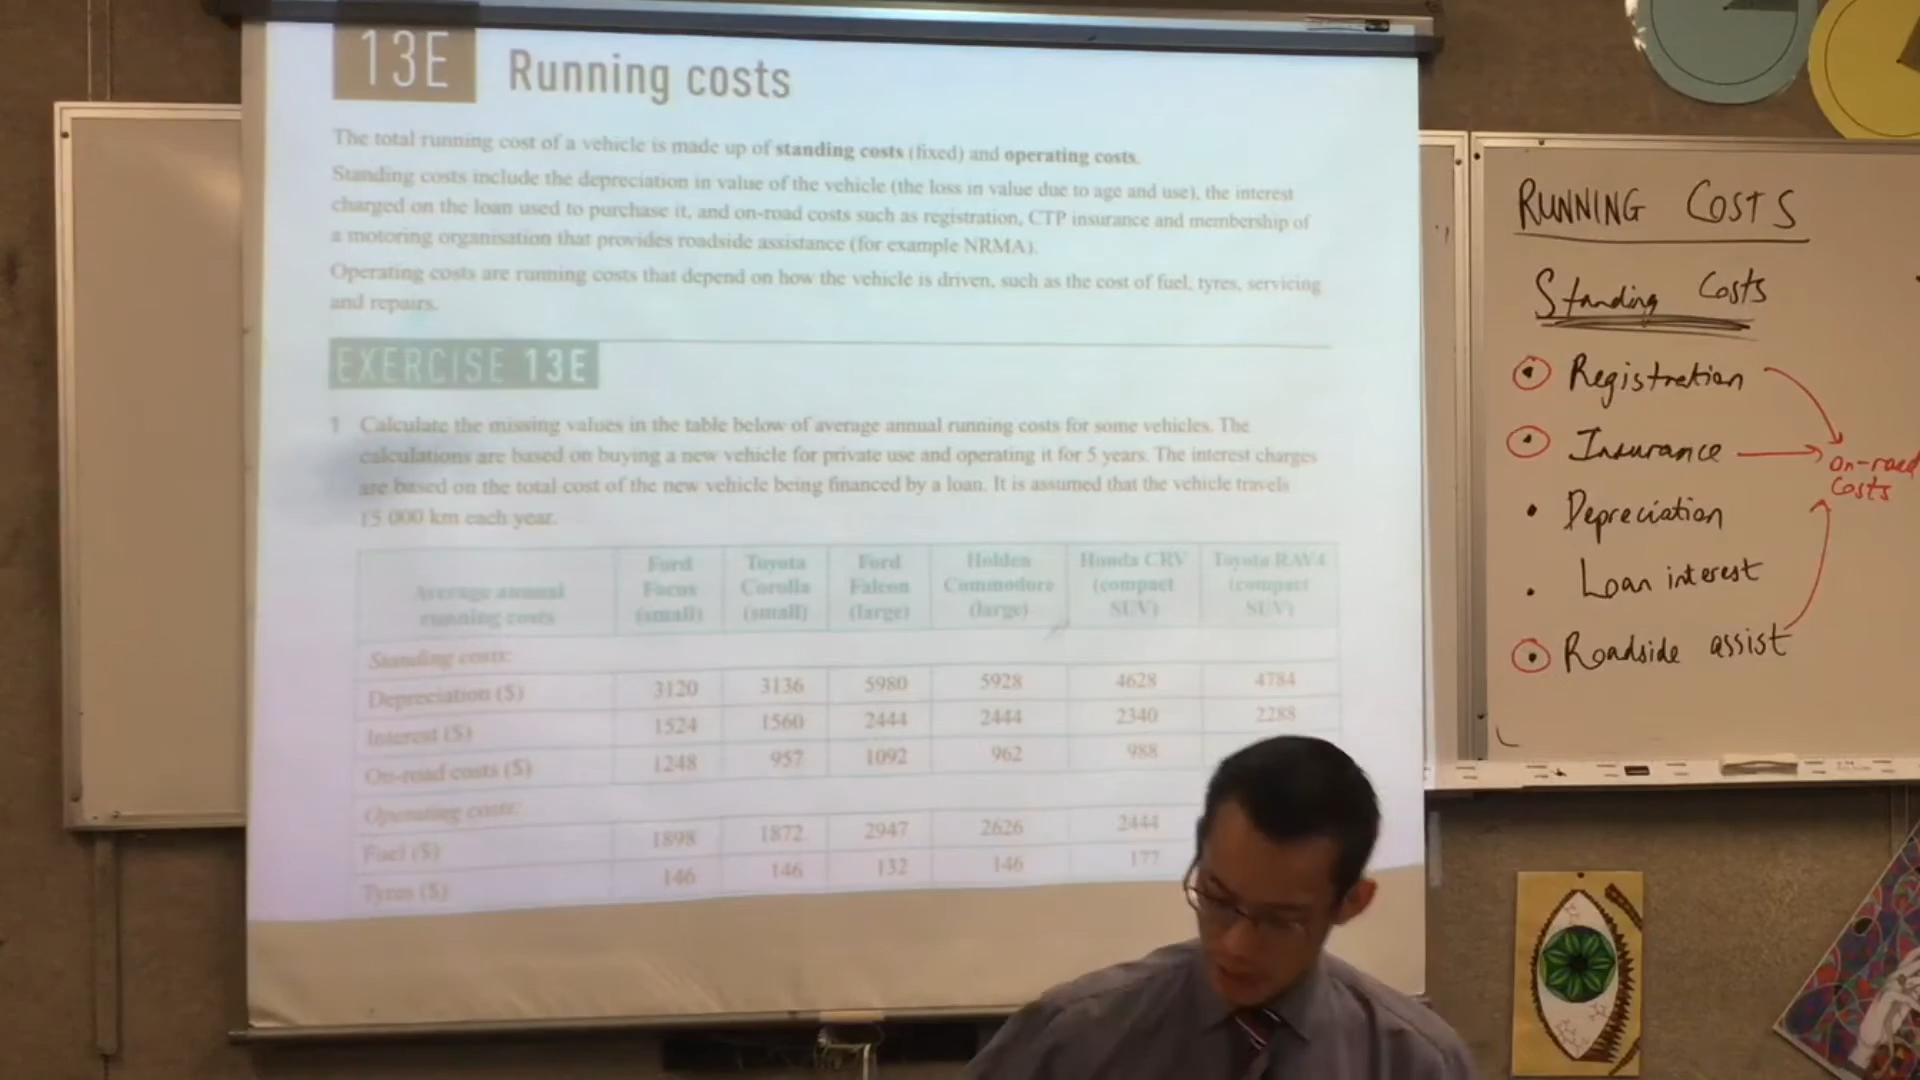 13E Running costs
The total running cost of a vehicle is made up of standing costs (fixed) and operating costs.
Standing costs include the depreciation in value of the vehicle (the loss in value due to age and use), the interest
charged on the loan used to purchase it, and on-road costs such as registration, CTP insurance and membership of
a motoring organisation that provides roadside assistance (for example NRMA).
Operating costs are running costs that depend on how the vehicle is driven, such as the cost of fuel, tyres, servicing
and repairs.
EXERCISE 13E
1 Calculate the missing values in the table below of average annual running costs for some vehicles. The
calculations are based on buying a new vehicle for private use and operating it for 5 years. The interest charges
are based on the total cost of the new vehicle being financed by a loan. It is assumed that the vehicle travels
15 000 km each year.
Average annual running costs Ford Focus (small) Toyota Corolla (small) Ford Falcon (large) Holden Commodore (large) Honda CRV (compact SUV) Toyota RAV4 (compact SUV)
Standing costs:
Depreciation ($) 3120 3136 5980 5928 4628 4784
Interest ($) 1524 1560 2444 2444 2340 2288
On-road costs ($) 1248 957 1092 962 988
Operating costs:
Fuel ($) 1898 1872 2947 2626 2444
Tyres ($) 146 146 132 146 177
RUNNING COSTS
Standing Costs
• Registration
• Insurance
• Depreciation
• Loan interest
• Roadside assist
on-road
costs